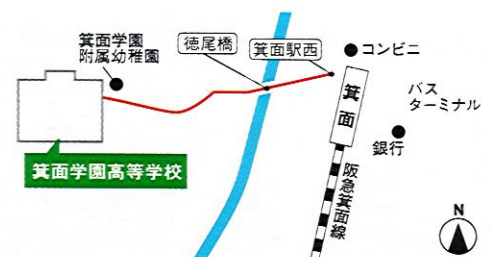 箕面学園
附属幼稚園
徳尾橋
箕面駅西
コンビニ
箕面
バス
ターミナル
銀行
箕面学園高等学校
阪急箕面線
N